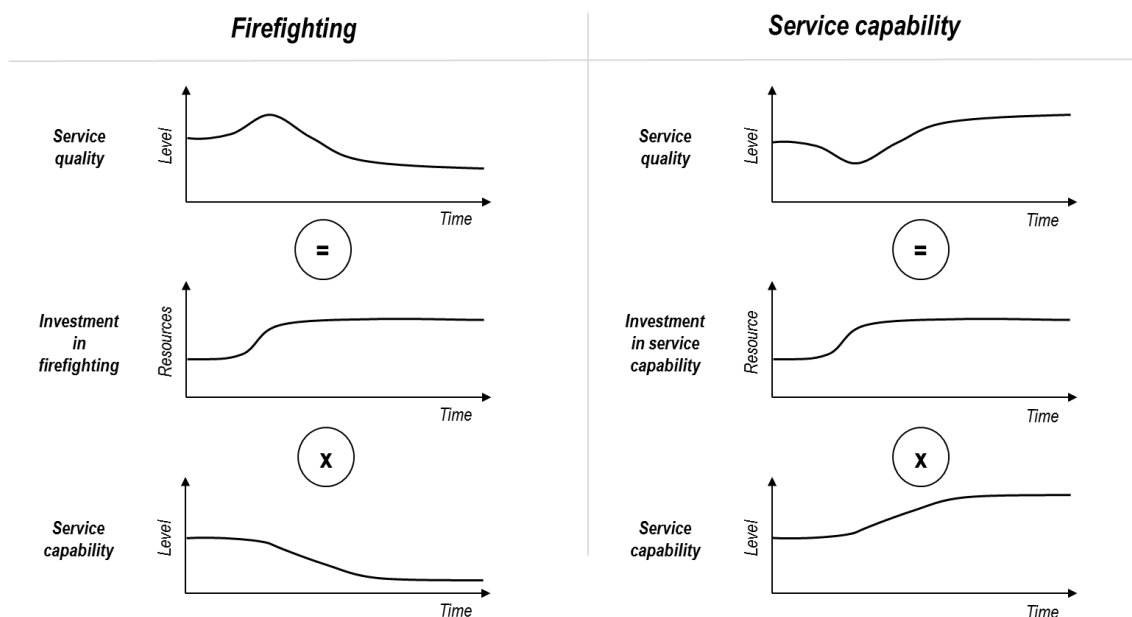 Firefighting
Service capability
Service
quality
Level
Time
Service
quality
Level
Time
=
=
Investment
in
firefighting
Resources
Time
Investment
in service
capability
Resource
Time
x
x
Service
capability
Level
Time
Service
capability
Level
Time